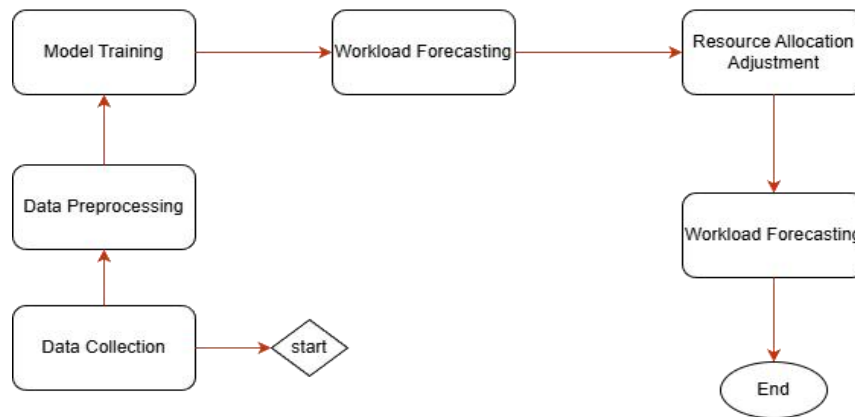 Model Training
Workload Forecasting
Resource Allocation
Adjustment
Data Preprocessing
Workload Forecasting
Data Collection
start
End